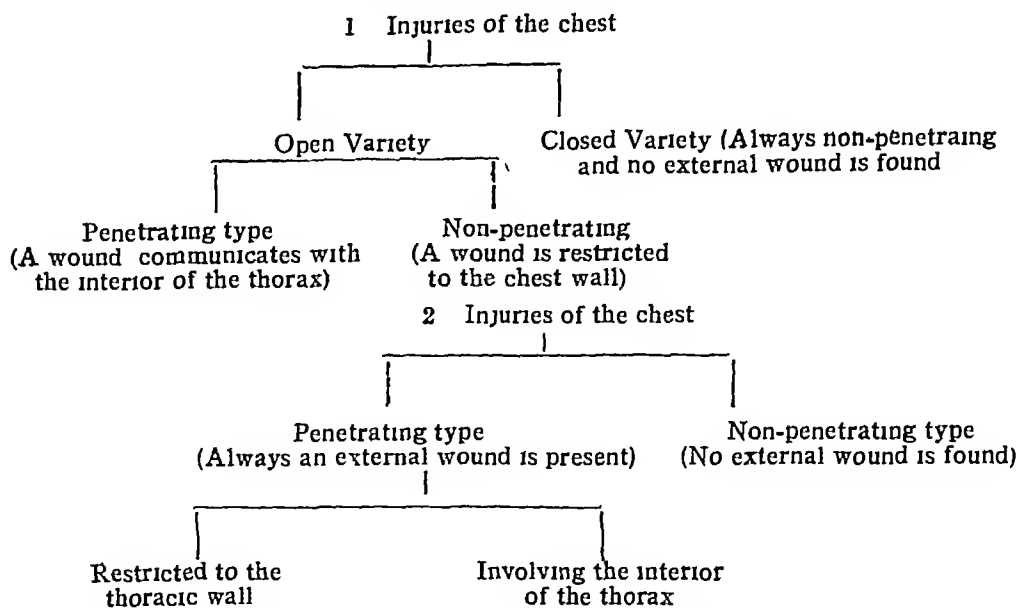 1 Injuries of the chest
Open Variety
Closed Variety (Always non-penetraing
and no external wound is found
Penetrating type
(A wound communicates with
the interior of the thorax)
Non-penetrating
(A wound is restricted
to the chest wall)
2 Injuries of the chest
Penetrating type
(Always an external wound is present)
Non-penetrating type
(No external wound is found)
Restricted to the
thoracic wall
Involving the interior
of the thorax